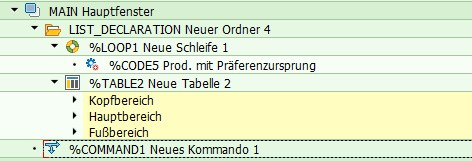 MAIN Hauptfenster
LIST_DECLARATION Neuer Ordner 4
%LOOP1 Neue Schleife 1
%CODE5 Prod. mit Präferenzursprung
%TABLE2 Neue Tabelle 2
Kopfbereich
Hauptbereich
Fußbereich
%COMMAND1 Neues Kommando 1